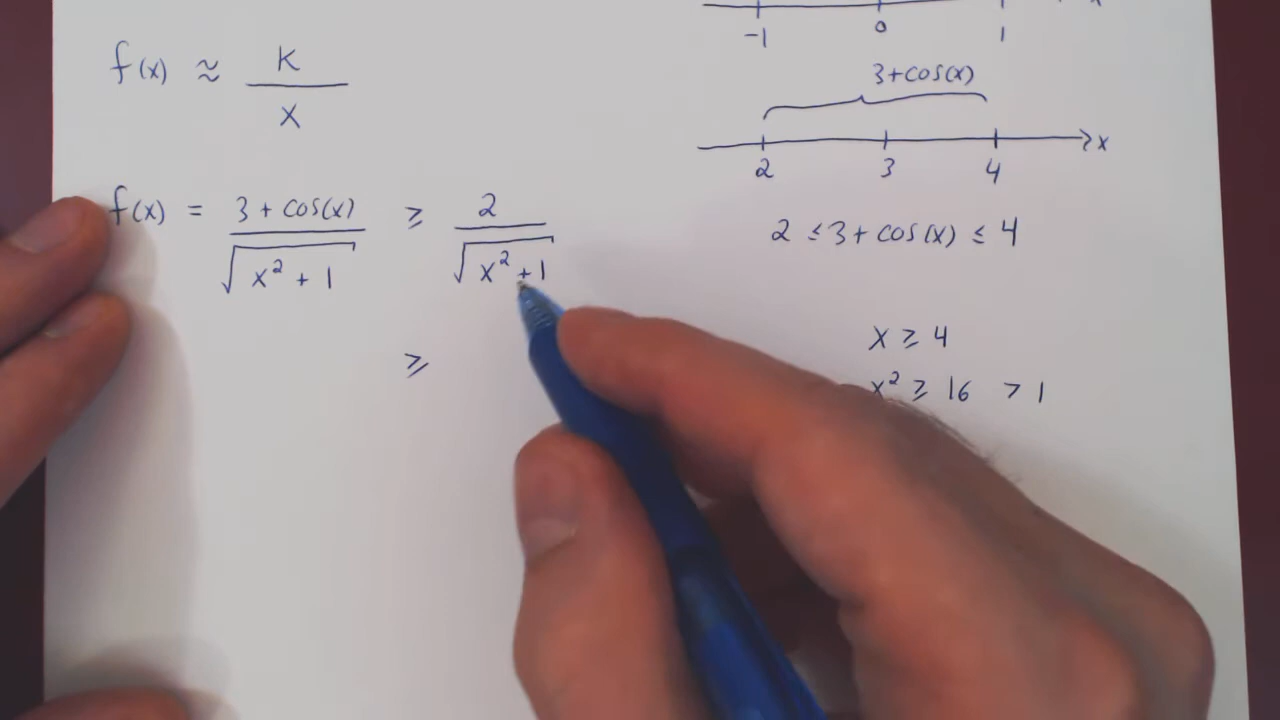 -1 0 1
f(x) ≈ K / x
3+cos(x)
2 3 4 x
f(x) = 3 + cos(x) / √(x² + 1) ≥ 2 / √(x² + 1)
2 ≤ 3 + cos(x) ≤ 4
x ≥ 4
≥
x² ≥ 16 > 1